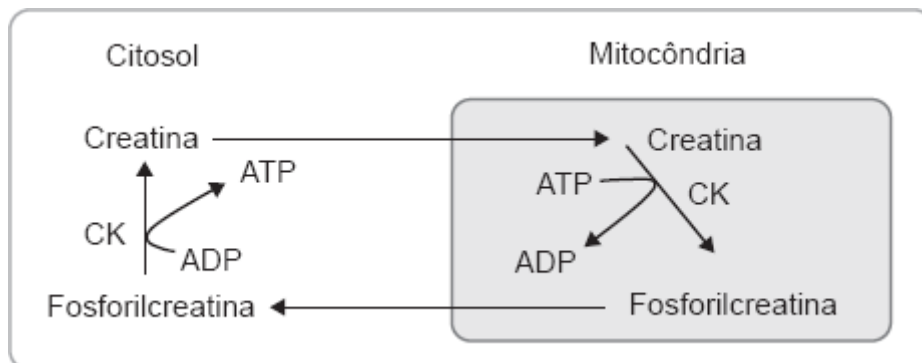 Citosol
Mitocôndria
Creatina
Creatina
ATP
ATP
CK
CK
ADP
ADP
Fosforilcreatina
Fosforilcreatina